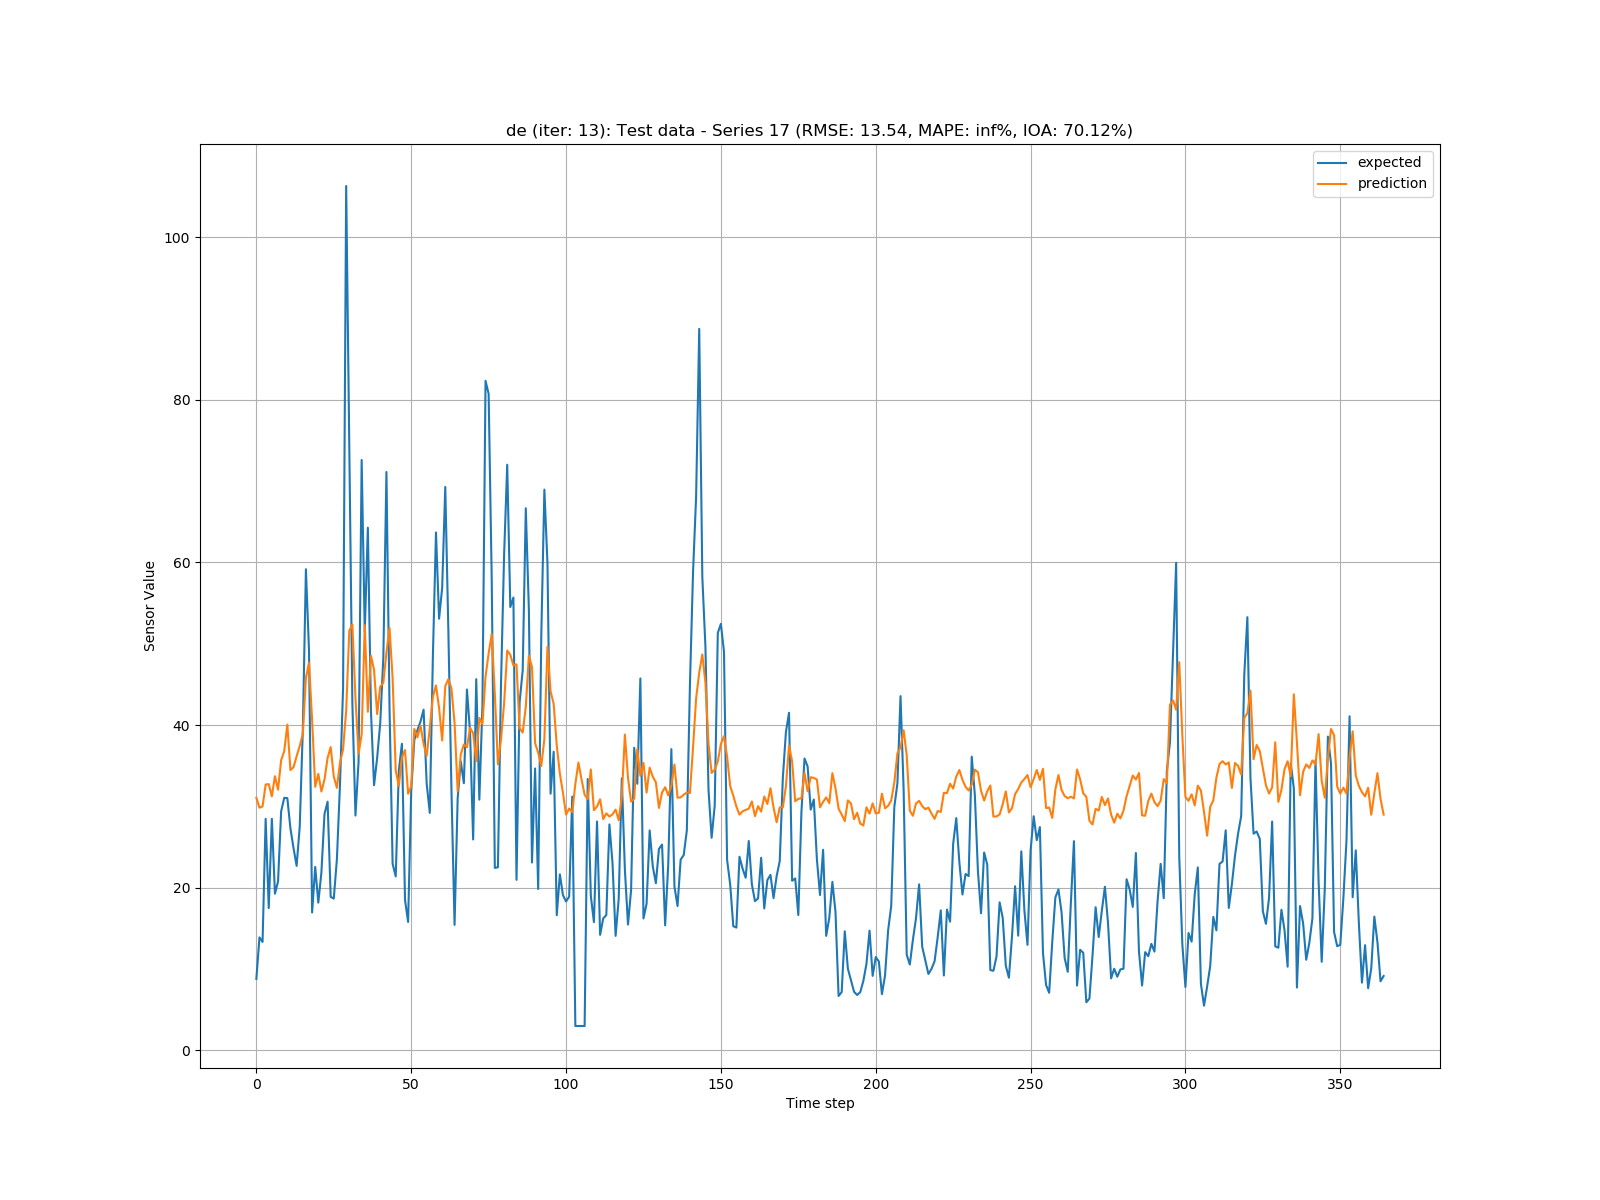 de (iter: 13): Test data - Series 17 (RMSE: 13.54, MAPE: inf%, IOA: 70.12%)
expected
prediction
100
80
60
40
20
0
Sensor Value
0 50 100 150 200 250 300 350
Time step